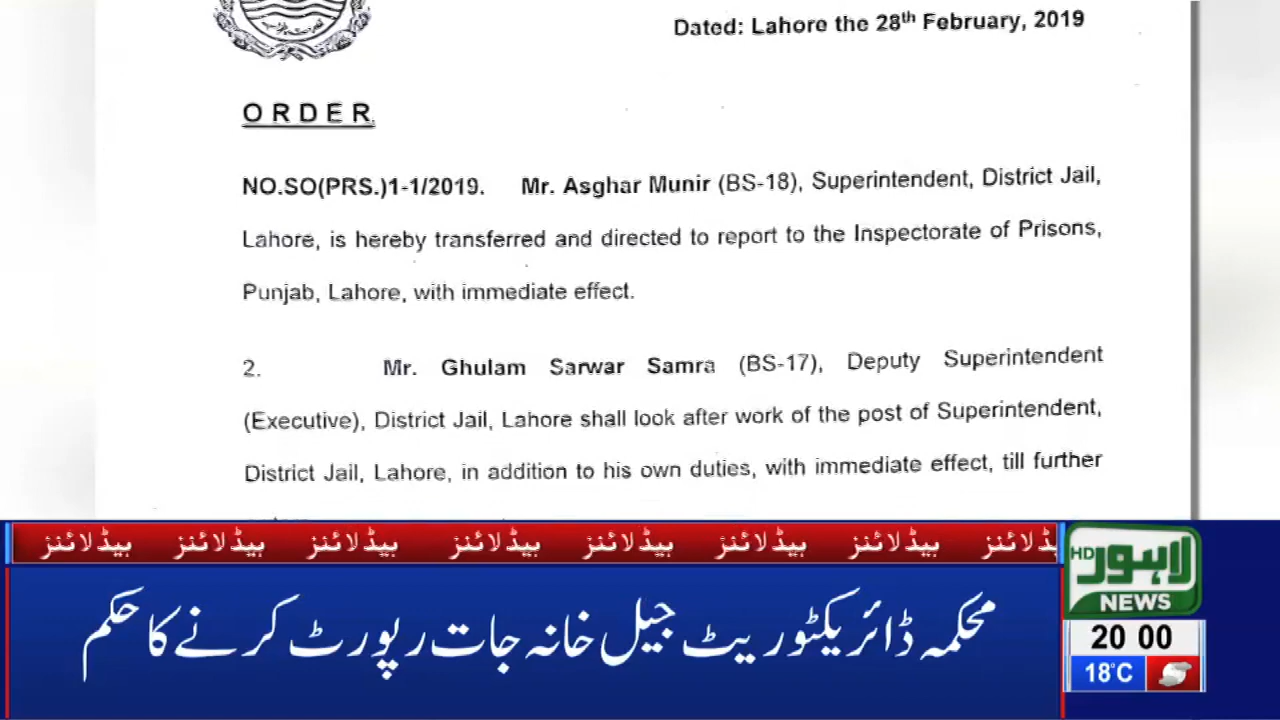 Dated: Lahore the 28th February, 2019
ORDER
NO.SO(PRS.)1-1/2019. Mr. Asghar Munir (BS-18), Superintendent, District Jail,
Lahore, is hereby transferred and directed to report to the Inspectorate of Prisons,
Punjab, Lahore, with immediate effect.
2. Mr. Ghulam Sarwar Samra (BS-17), Deputy Superintendent
(Executive), District Jail, Lahore shall look after work of the post of Superintendent,
District Jail, Lahore, in addition to his own duties, with immediate effect, till further
ہیڈلائنز ہیڈلائنز ہیڈلائنز ہیڈلائنز ہیڈلائنز ہیڈلائنز ہیڈلائنز ہیڈلائنز
محکمہ ڈائریکٹوریٹ جیل خانہ جات رپورٹ کرنے کا حکم
HD لاہور
NEWS
20 00
18°C